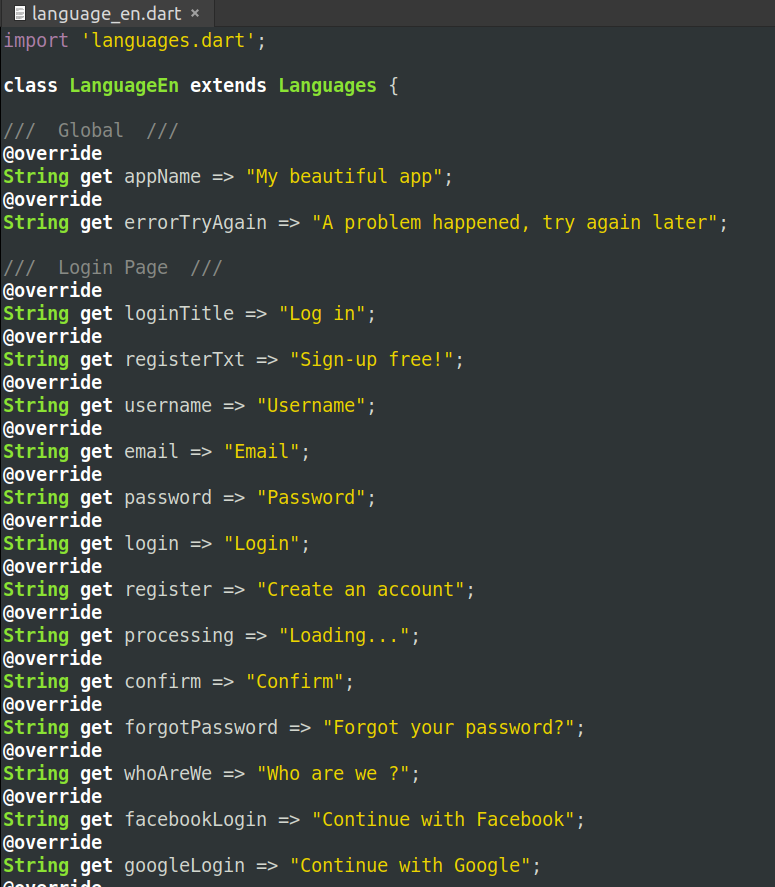 language_en.dart ×
import 'languages.dart';
class LanguageEn extends Languages {
///  Global  ///
@override
String get appName => "My beautiful app";
@override
String get errorTryAgain => "A problem happened, try again later";
///  Login Page  ///
@override
String get loginTitle => "Log in";
@override
String get registerTxt => "Sign-up free!";
@override
String get username => "Username";
@override
String get email => "Email";
@override
String get password => "Password";
@override
String get login => "Login";
@override
String get register => "Create an account";
@override
String get processing => "Loading...";
@override
String get confirm => "Confirm";
@override
String get forgotPassword => "Forgot your password?";
@override
String get whoAreWe => "Who are we ?";
@override
String get facebookLogin => "Continue with Facebook";
@override
String get googleLogin => "Continue with Google";
@override